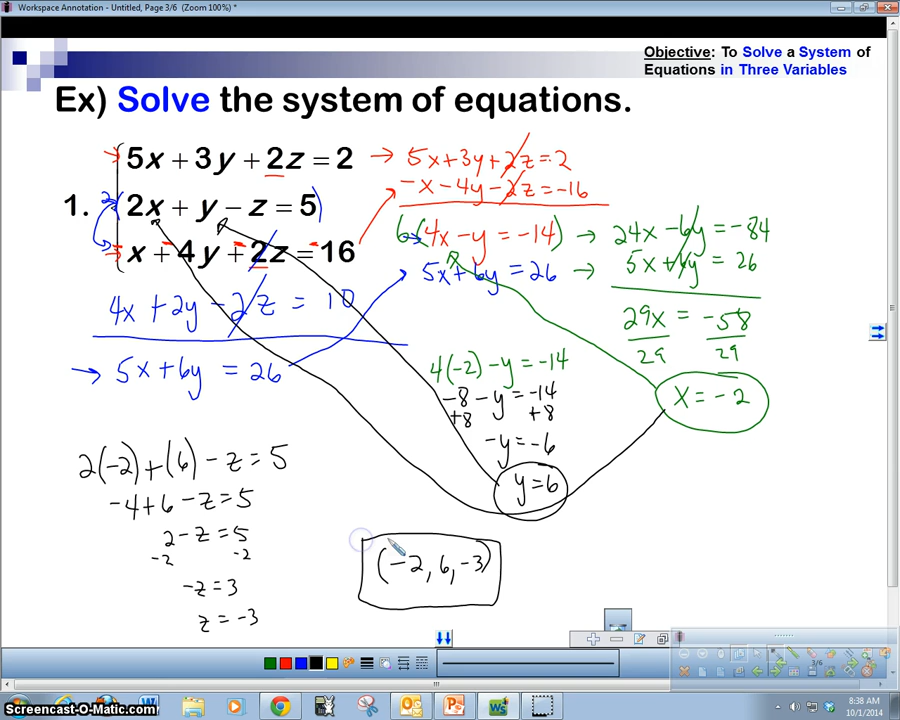 Workspace Annotation - Untitled, Page 3/6 (Zoom 100%) *
Objective: To Solve a System of
Equations in Three Variables
Ex) Solve the system of equations.
1.
5x + 3y + 2z = 2
2(2x + y - z = 5)
x + 4y + 2z = 16
4x + 2y - 2z = 10
→ 5x + 6y = 26
→ 5x+3y+2z=2
-x -4y -2z=-16
6(4x - y = -14) → 24x - 6y = -84
5x+6y = 26 → 5x + 6y = 26
29x = -58
29 29
x = -2
4(-2) - y = -14
-8 - y = -14
+8 +8
-y = -6
y = 6
2(-2) + (6) - z = 5
-4+6 - z = 5
2 - z = 5
-2 -2
-z = 3
z = -3
(-2, 6, -3)
3/6
SCREENCAST-O-MATIC.com
8:38 AM
10/1/2014